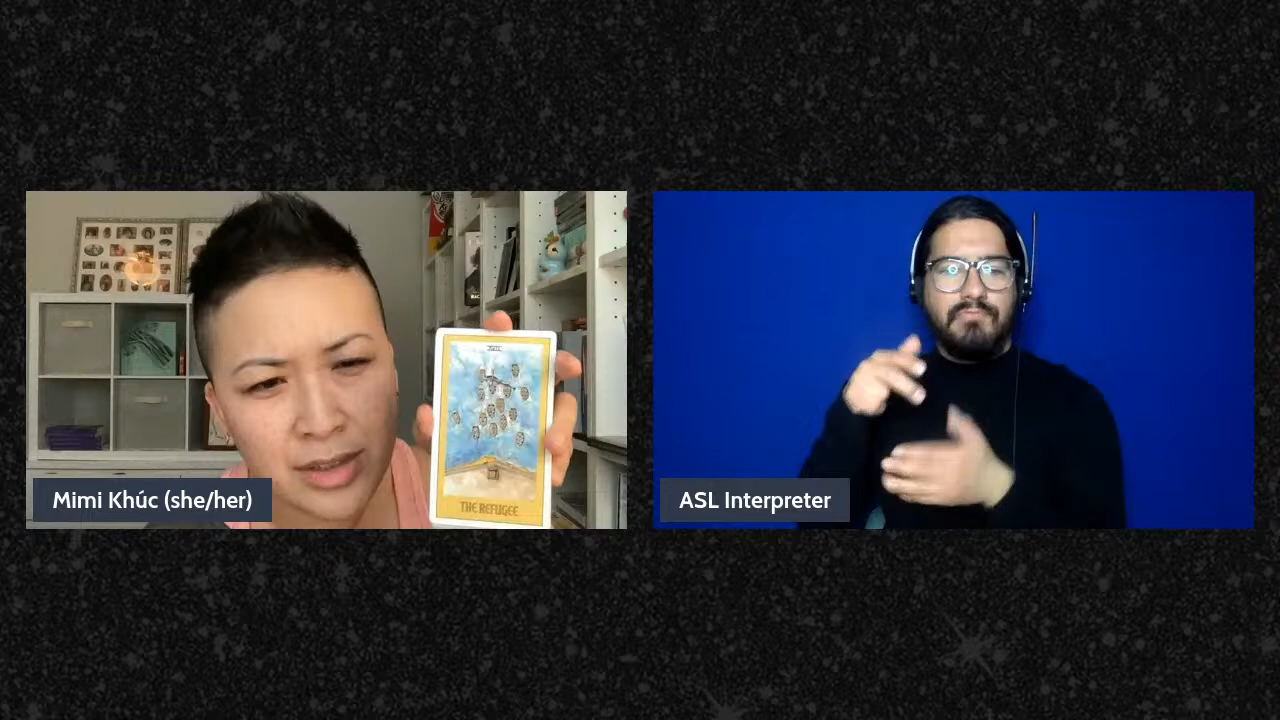 THE REFUGEE
Mimi Khúc (she/her)
ASL Interpreter